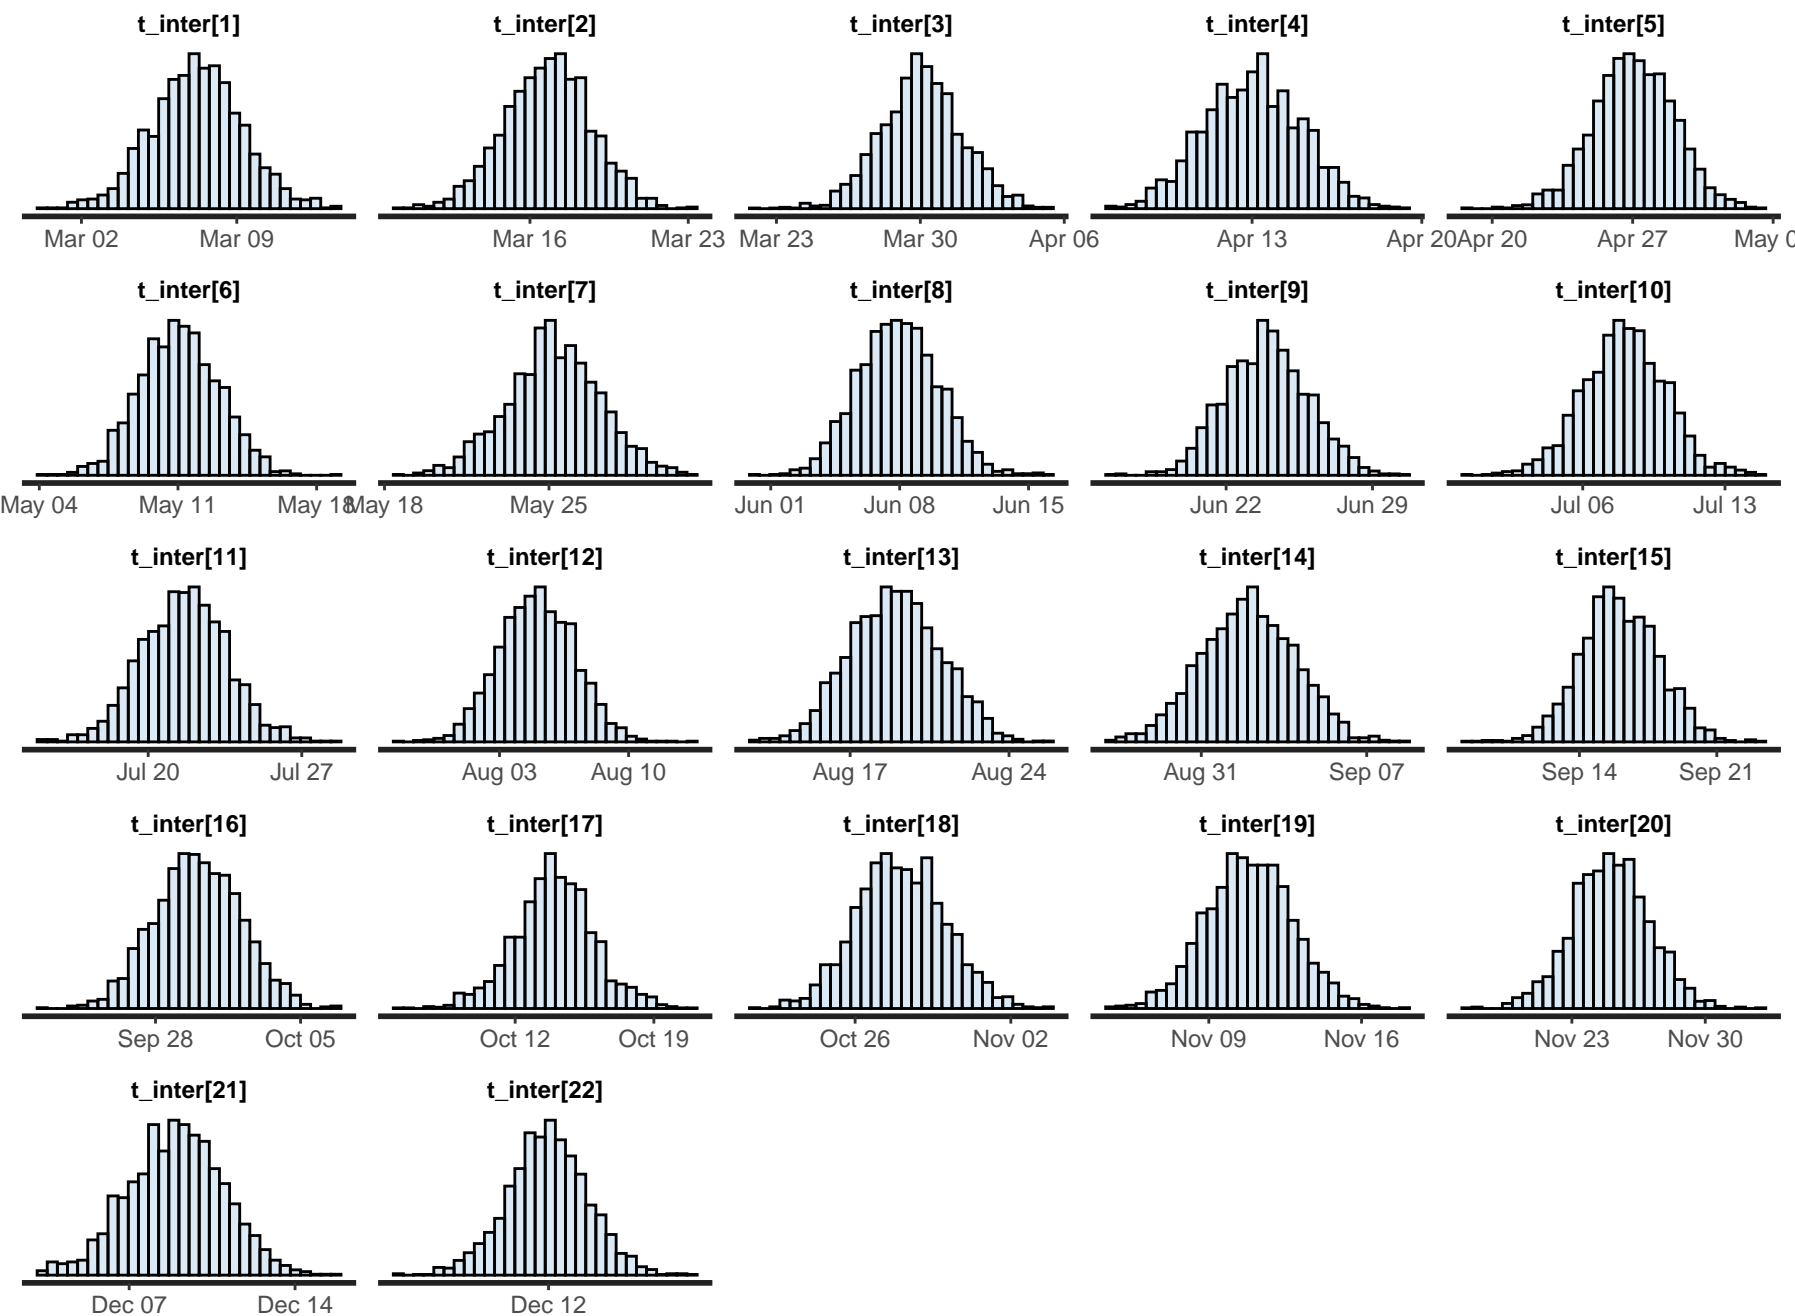 t_inter[1] t_inter[2] t_inter[3] t_inter[4] t_inter[5]
Mar 02 Mar 09 Mar 16 Mar 23 Mar 23 Mar 30 Apr 06 Apr 13 Apr 20 Apr 20 Apr 27 May 0
t_inter[6] t_inter[7] t_inter[8] t_inter[9] t_inter[10]
May 04 May 11 May 18 May 18 May 25 Jun 01 Jun 08 Jun 15 Jun 22 Jun 29 Jul 06 Jul 13
t_inter[11] t_inter[12] t_inter[13] t_inter[14] t_inter[15]
Jul 20 Jul 27 Aug 03 Aug 10 Aug 17 Aug 24 Aug 31 Sep 07 Sep 14 Sep 21
t_inter[16] t_inter[17] t_inter[18] t_inter[19] t_inter[20]
Sep 28 Oct 05 Oct 12 Oct 19 Oct 26 Nov 02 Nov 09 Nov 16 Nov 23 Nov 30
t_inter[21] t_inter[22]
Dec 07 Dec 14 Dec 12